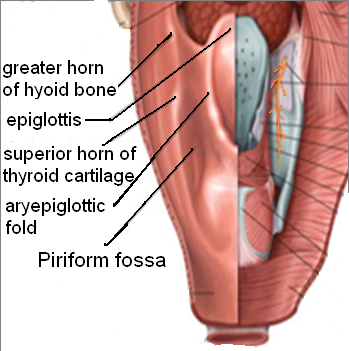 greater horn
of hyoid bone
epiglottis
superior horn of
thyroid cartilage
aryepiglottic
fold
Piriform fossa